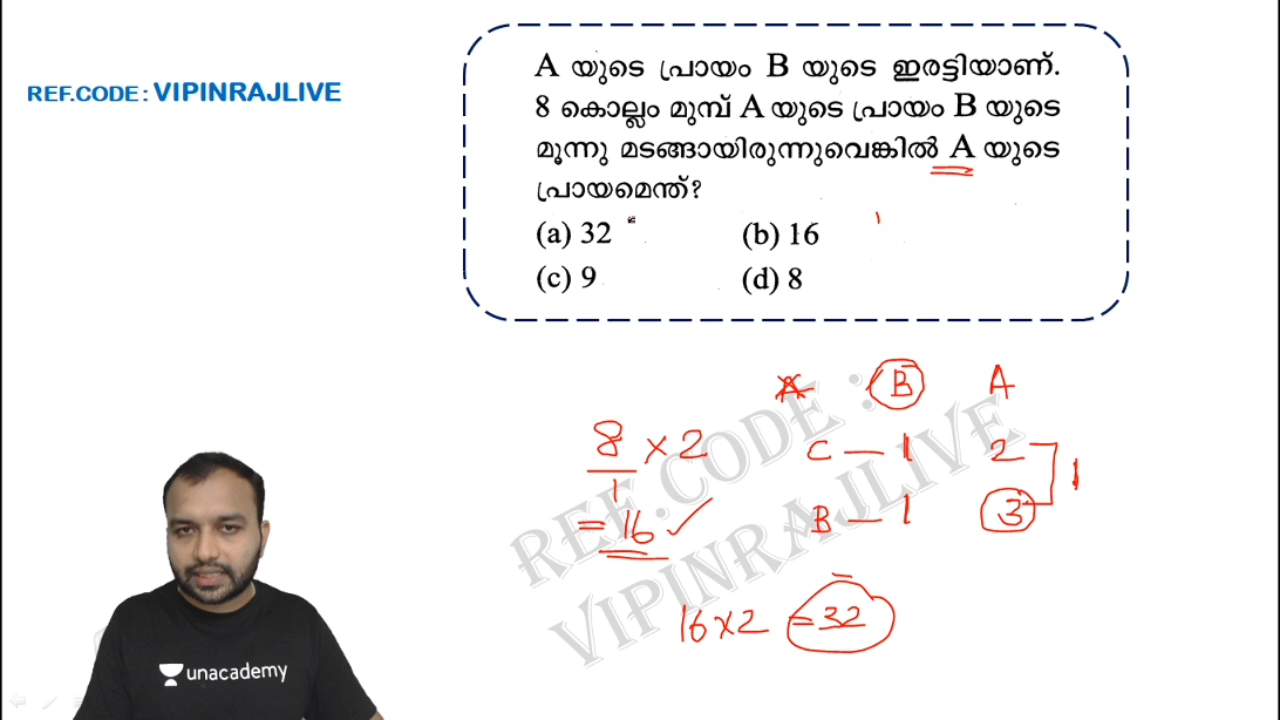 REF.CODE : VIPINRAJLIVE
A യുടെ പ്രായം B യുടെ ഇരട്ടിയാണ്.
8 കൊല്ലം മുമ്പ് A യുടെ പ്രായം B യുടെ
മൂന്നു മടങ്ങായിരുന്നുവെങ്കിൽ A യുടെ
പ്രായമെന്ത്?
(a) 32 (b) 16
(c) 9 (d) 8
A B A
8 × 2 C — 1 2
1 1
= 16 B — 1 3
16 × 2 = 32
REF.CODE :
VIPINRAJLIVE
unacademy